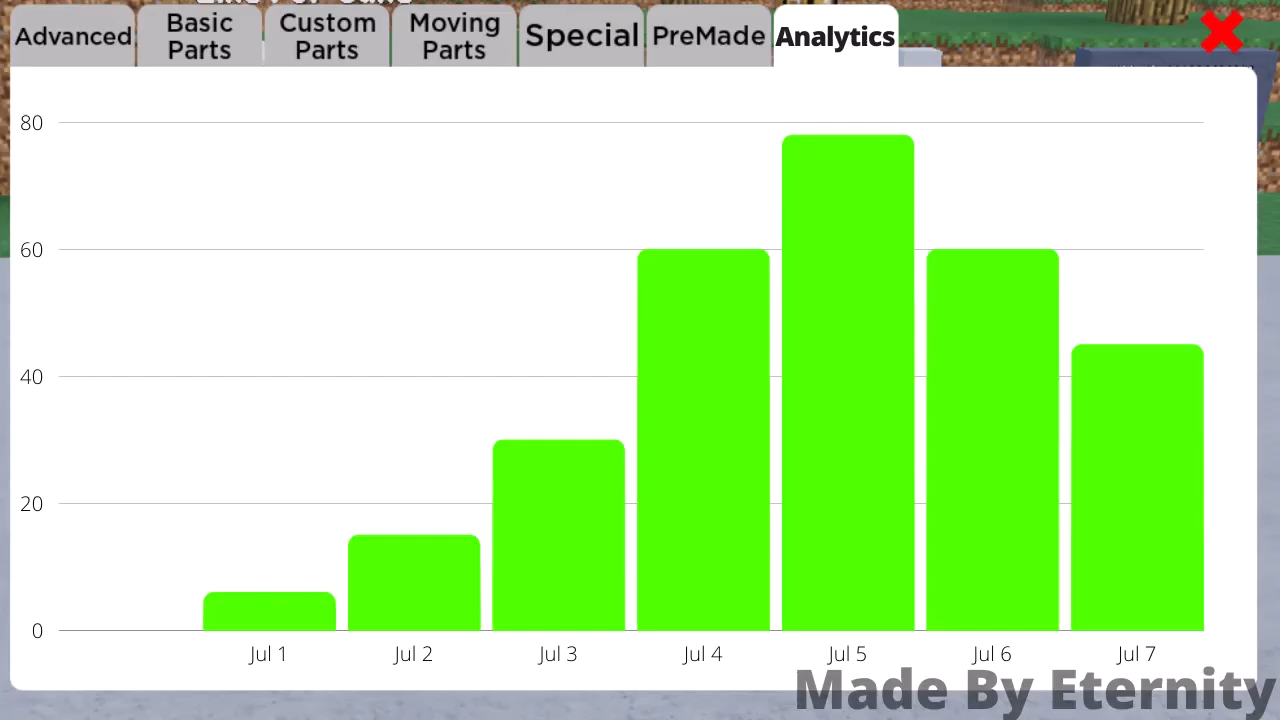 Advanced
Basic
Parts
Custom
Parts
Moving
Parts
Special
PreMade
Analytics
80
60
40
20
0
Jul 1
Jul 2
Jul 3
Jul 4
Jul 5
Jul 6
Jul 7
Made By Eternity